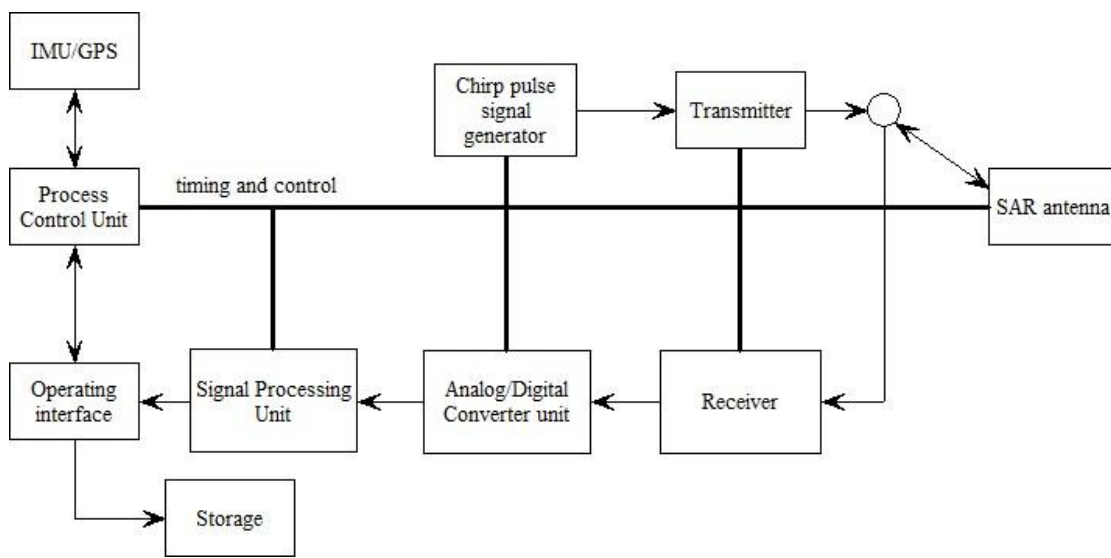 IMU/GPS
Chirp pulse
signal
generator
Transmitter
Process
Control Unit
timing and control
SAR antenna
Operating
interface
Signal Processing
Unit
Analog/Digital
Converter unit
Receiver
Storage